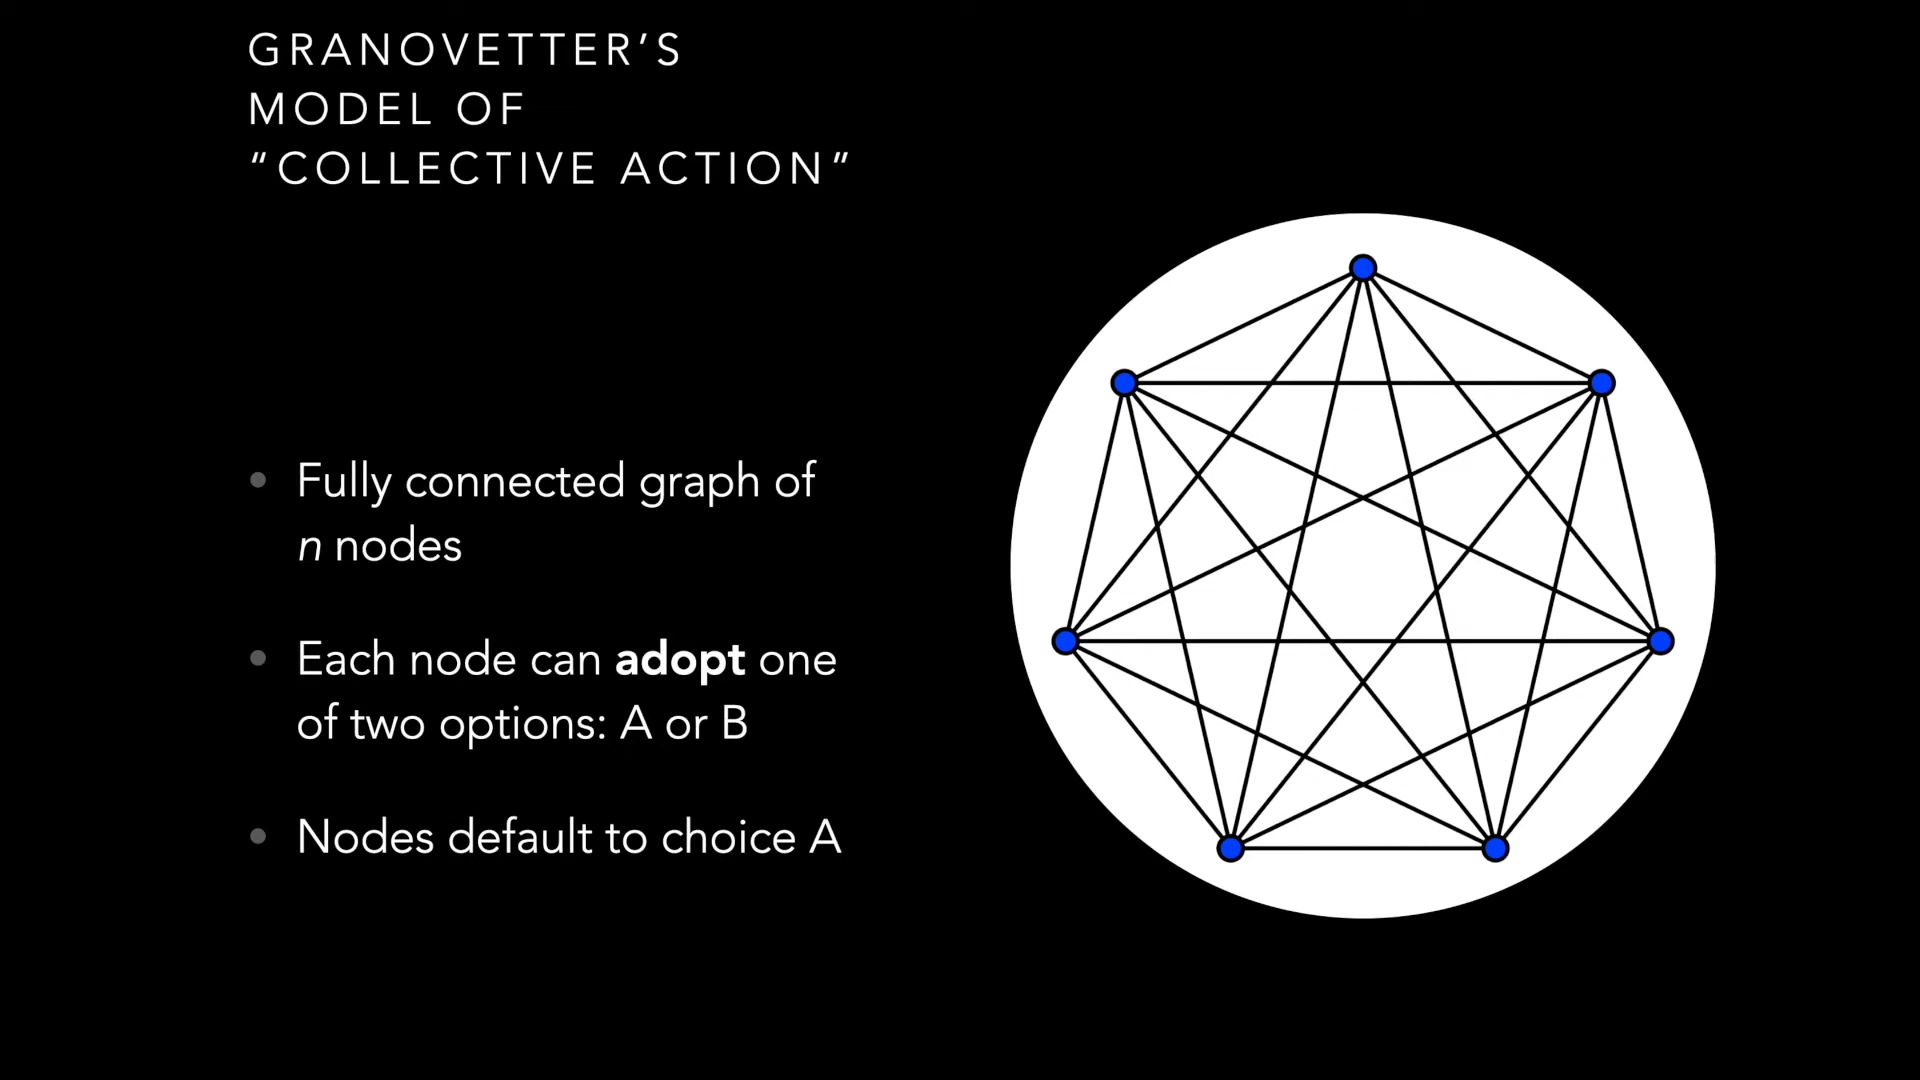 GRANOVETTER’S
MODEL OF
“COLLECTIVE ACTION”
• Fully connected graph of
n nodes
• Each node can adopt one
of two options: A or B
• Nodes default to choice A